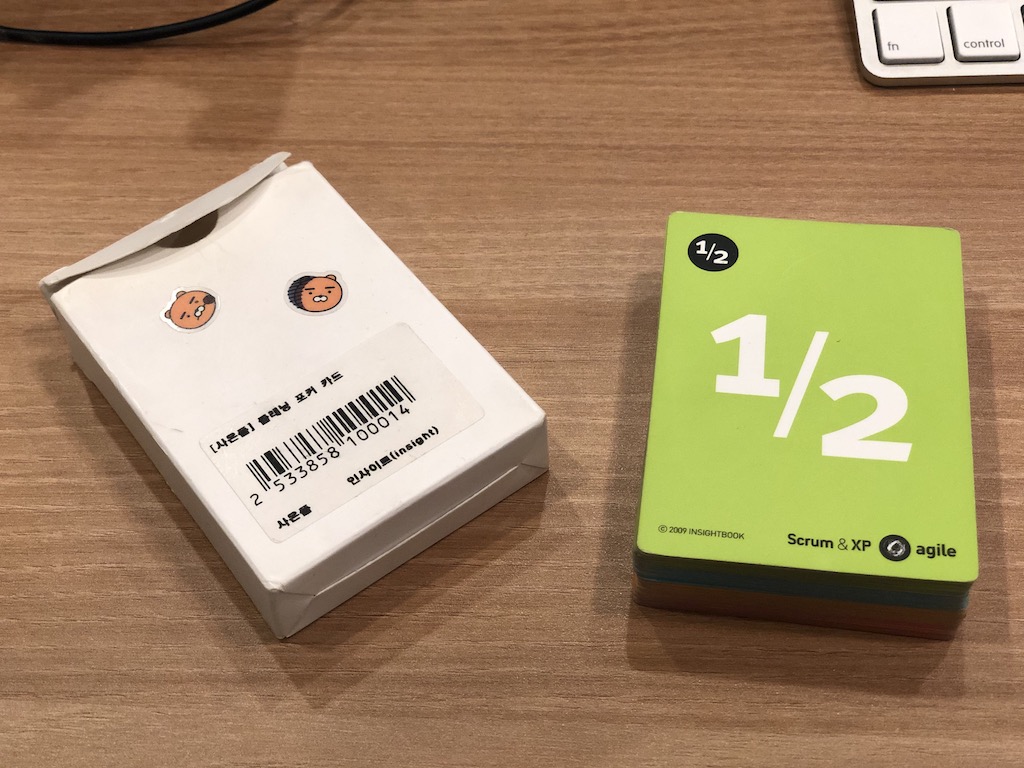 fn
control
[사은품] 플래닝 포커 카드
2 533858 100014
인사이트(insight)
사은품
1/2
1/2
© 2009 INSIGHTBOOK
Scrum & XP agile